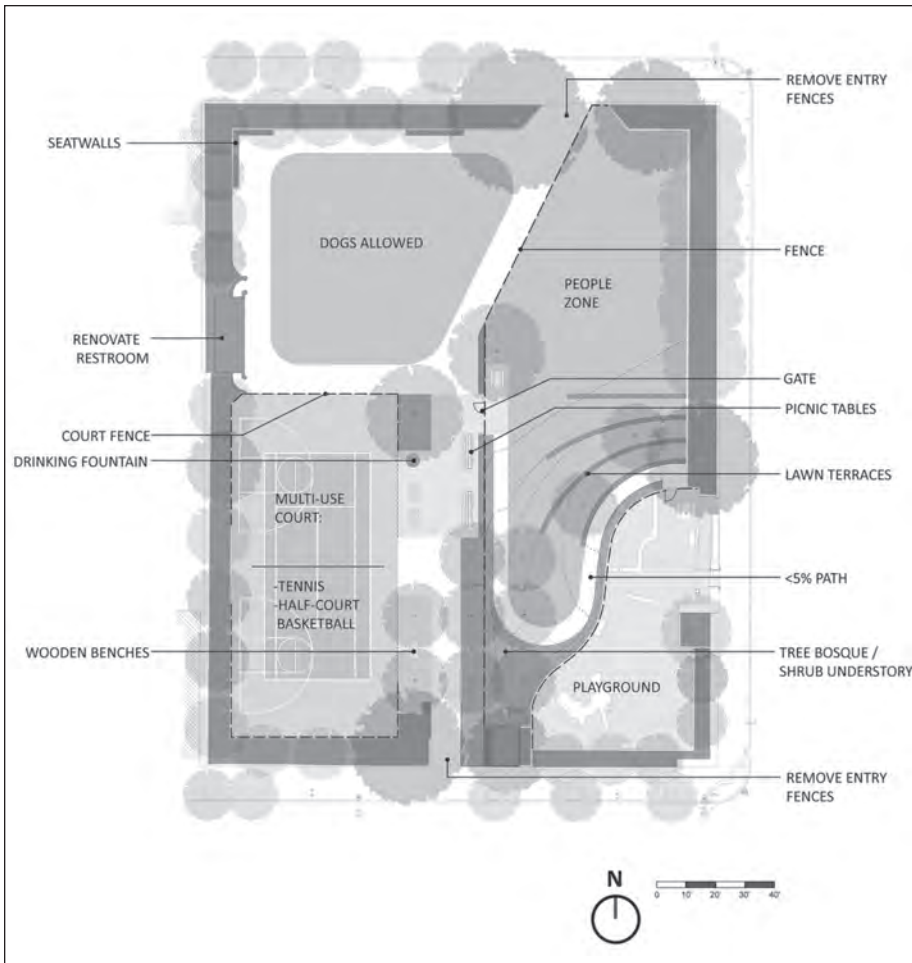 REMOVE ENTRY
FENCES
SEATWALLS
DOGS ALLOWED
FENCE
PEOPLE
ZONE
RENOVATE
RESTROOM
GATE
PICNIC TABLES
COURT FENCE
DRINKING FOUNTAIN
LAWN TERRACES
MULTI-USE
COURT:
<5% PATH
-TENNIS
-HALF-COURT
BASKETBALL
WOODEN BENCHES
TREE BOSQUE /
SHRUB UNDERSTORY
PLAYGROUND
REMOVE ENTRY
FENCES
N
0 10' 20' 30' 40'